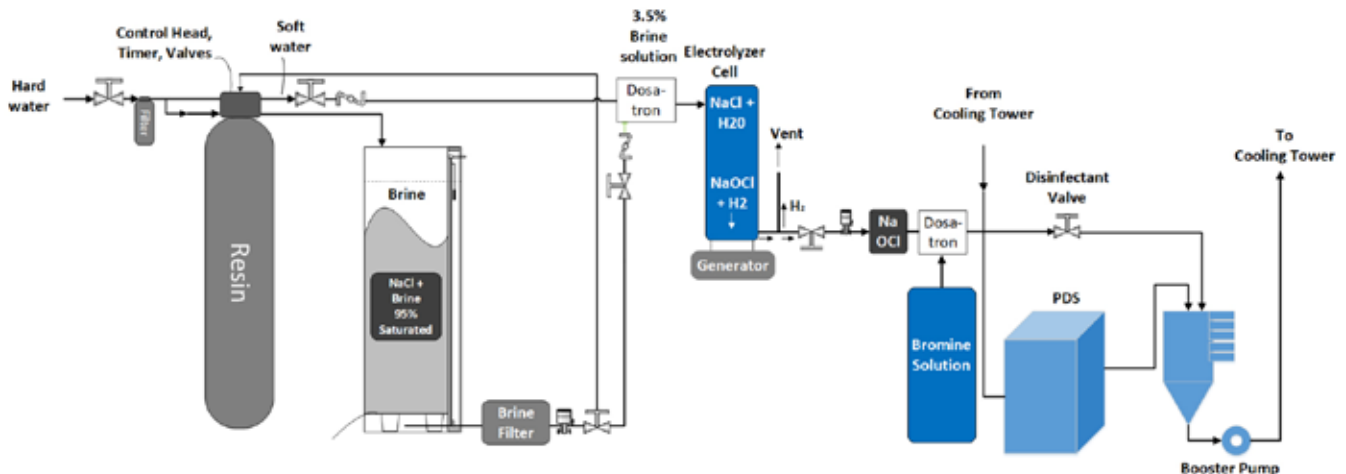 Control Head,
Timer, Valves
Soft
water
3.5%
Brine
solution
Electrolyzer
Cell
Hard
water
Filter
Dosa-
tron
NaCl +
H20
NaOCl
+ H2
Vent
H₂
From
Cooling Tower
To
Cooling Tower
Disinfectant
Valve
Brine
Resin
NaCl +
Brine
95%
Saturated
Generator
Na
OCl
Dosa-
tron
PDS
Bromine
Solution
Brine
Filter
Booster Pump